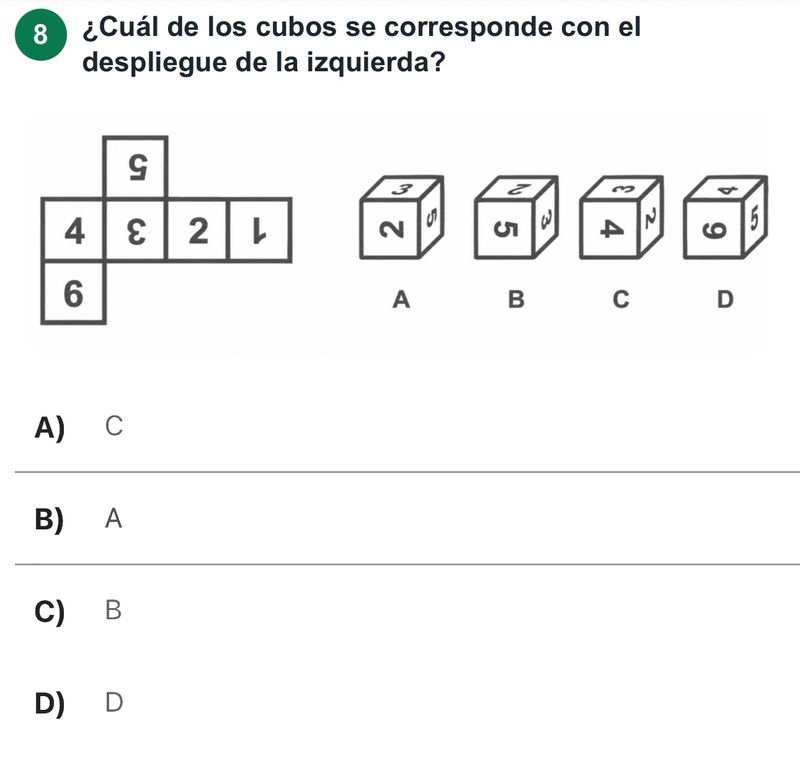 8 ¿Cuál de los cubos se corresponde con el
despliegue de la izquierda?
5
4 3 2 1
6
3
2 5
2
5 3
3
4 2
4
6 5
A B C D
A) C
B) A
C) B
D) D